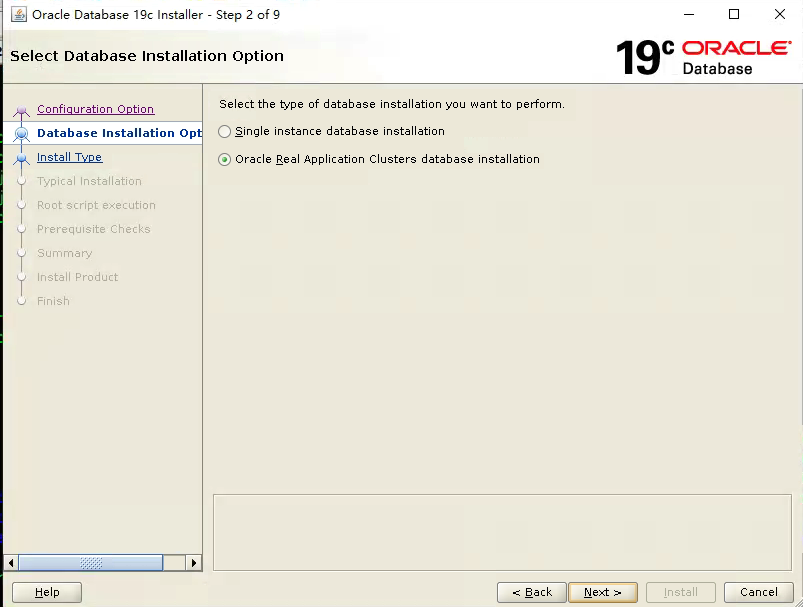 Oracle Database 19c Installer - Step 2 of 9
Select Database Installation Option
19c ORACLE
Database
Configuration Option
Database Installation Opt
Install Type
Typical Installation
Root script execution
Prerequisite Checks
Summary
Install Product
Finish
Select the type of database installation you want to perform.
Single instance database installation
Oracle Real Application Clusters database installation
Help
< Back
Next >
Install
Cancel